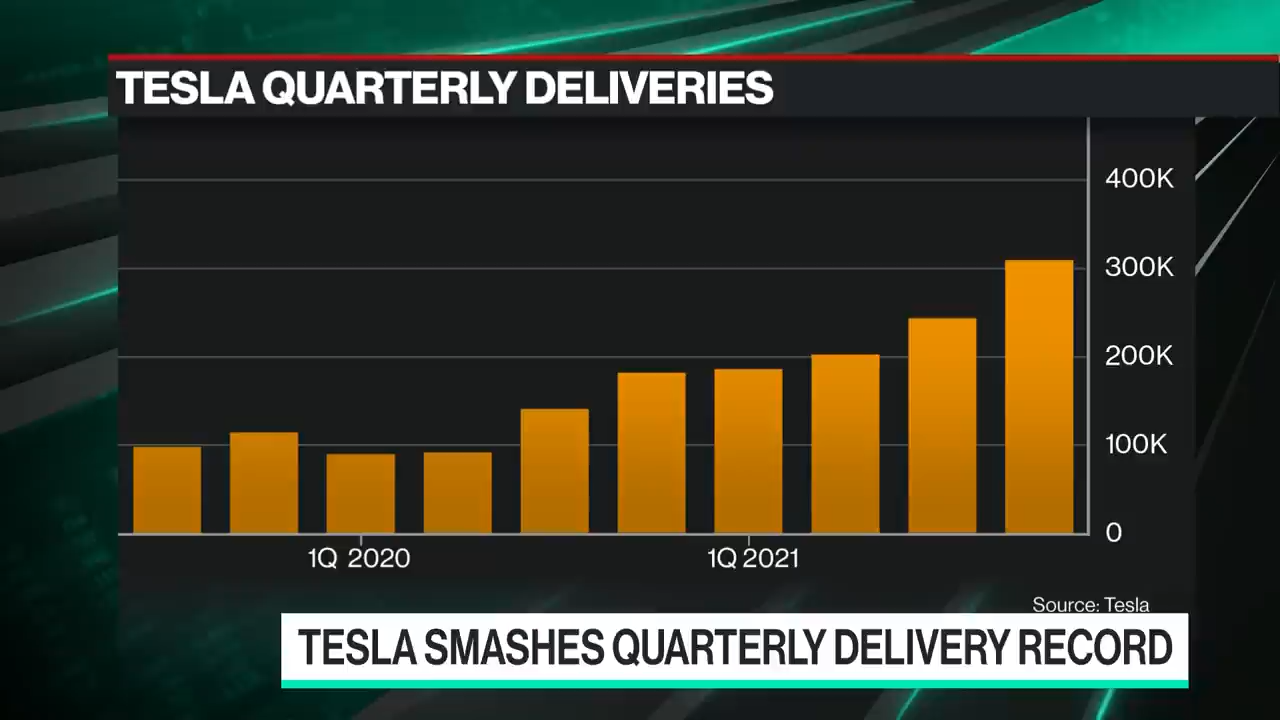 TESLA QUARTERLY DELIVERIES
400K
300K
200K
100K
0
1Q 2020
1Q 2021
Source: Tesla
TESLA SMASHES QUARTERLY DELIVERY RECORD